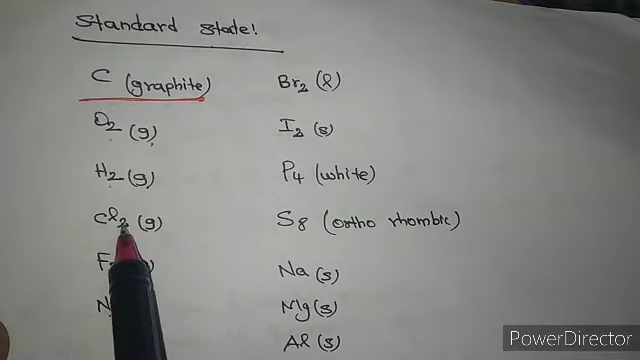 Standard state!
C (graphite)
O2 (g)
H2 (g)
Cl2 (g)
Br2 (l)
I2 (s)
P4 (white)
S8 (ortho rhombic)
Na (s)
Mg (s)
Al (s)
PowerDirector